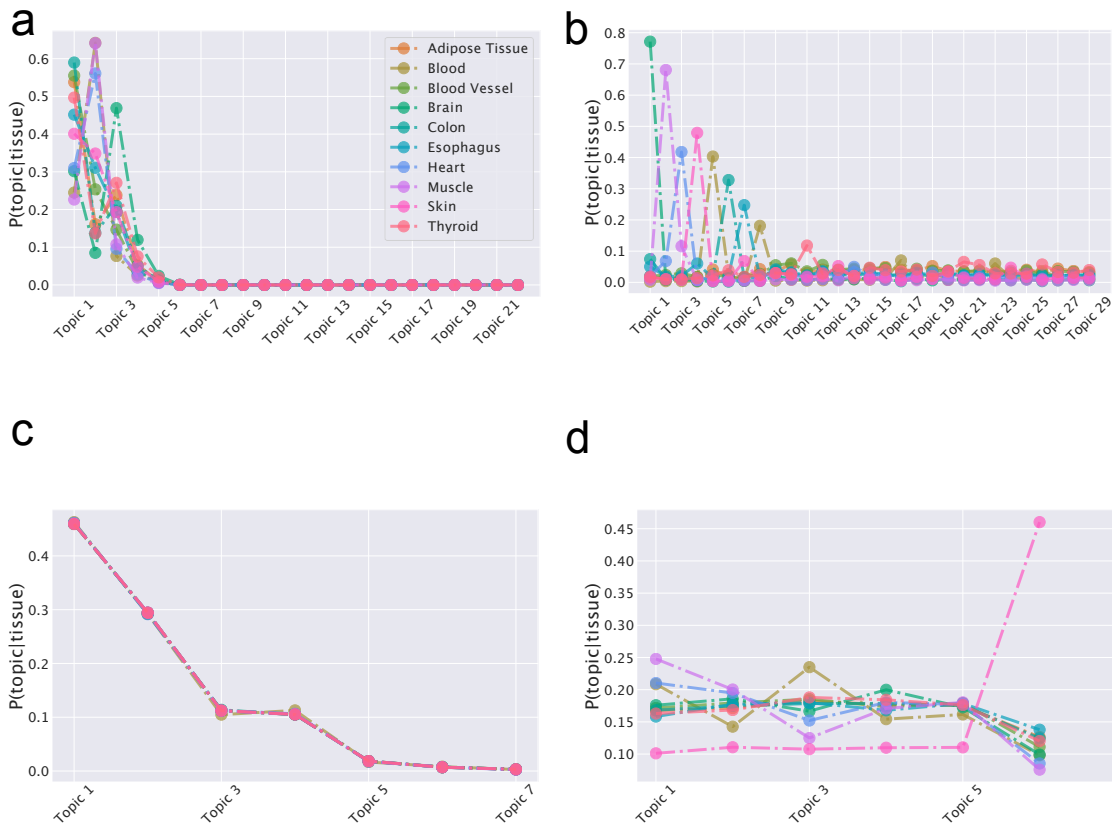 a
0.6
0.5
0.4
0.3
0.2
0.1
0.0
P(topic|tissue)
Adipose Tissue
Blood
Blood Vessel
Brain
Colon
Esophagus
Heart
Muscle
Skin
Thyroid
Topic 1
Topic 3
Topic 5
Topic 7
Topic 9
Topic 11
Topic 13
Topic 15
Topic 17
Topic 19
Topic 21
b
0.8
0.7
0.6
0.5
0.4
0.3
0.2
0.1
0.0
P(topic|tissue)
Topic 1
Topic 3
Topic 5
Topic 7
Topic 9
Topic 11
Topic 13
Topic 15
Topic 17
Topic 19
Topic 21
Topic 23
Topic 25
Topic 27
Topic 29
c
0.4
0.3
0.2
0.1
0.0
P(topic|tissue)
Topic 1
Topic 3
Topic 5
Topic 7
d
0.45
0.40
0.35
0.30
0.25
0.20
0.15
0.10
P(topic|tissue)
Topic 1
Topic 3
Topic 5